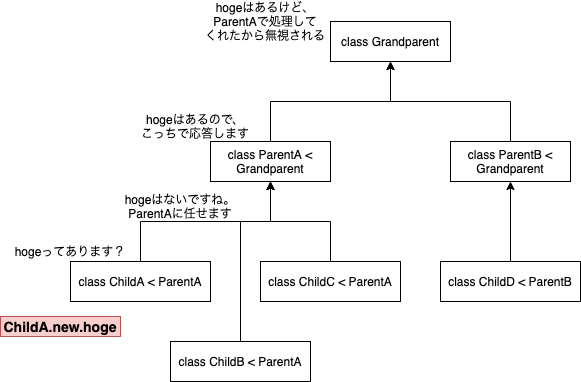 hogeはあるけど、
ParentAで処理して
くれたから無視される
class Grandparent
hogeはあるので、
こっちで応答します
class ParentA <
Grandparent
class ParentB <
Grandparent
hogeはないですね。
ParentAに任せます
hogeってあります？
class ChildA < ParentA
class ChildC < ParentA
class ChildD < ParentB
ChildA.new.hoge
class ChildB < ParentA